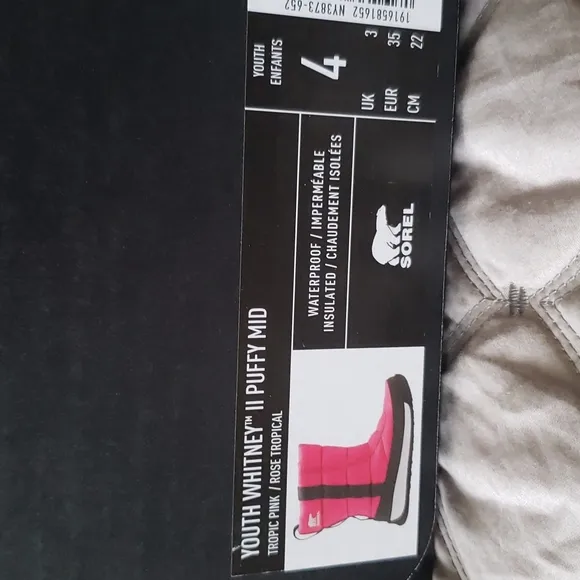 YOUTH WHITNEY™ II PUFFY MID
TROPIC PINK / ROSE TROPICAL
WATERPROOF / IMPERMÉABLE
INSULATED / CHAUDEMENT ISOLÉES
SOREL
YOUTH
ENFANTS
4
UK 3
EUR 35
CM 22
1916581652 NY3873-652